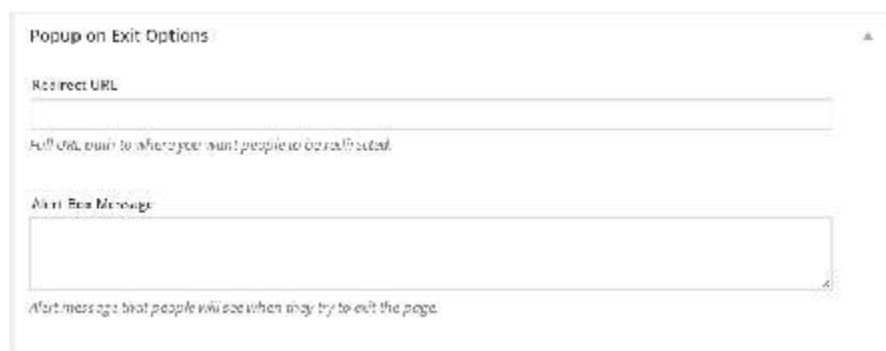 Popup on Exit Options
Redirect URL
Full URL path to where you want people to be redirected.
Alert Box Message
Alert message that people will see when they try to exit the page.